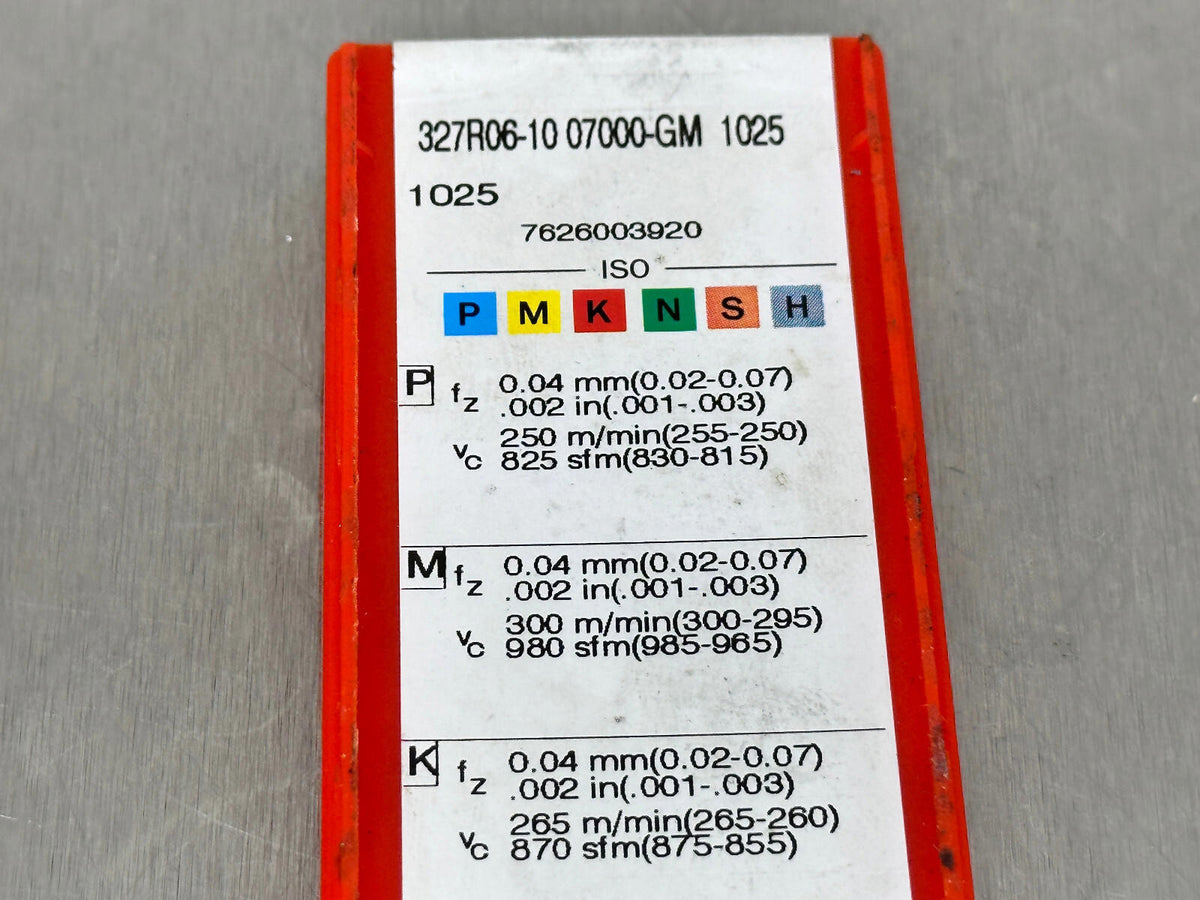 327R06-10 07000-GM 1025
1025
7626003920
ISO
P M K N S H
P fz 0.04 mm(0.02-0.07)
.002 in(.001-.003)
vc 250 m/min(255-250)
825 sfm(830-815)
M fz 0.04 mm(0.02-0.07)
.002 in(.001-.003)
vc 300 m/min(300-295)
980 sfm(985-965)
K fz 0.04 mm(0.02-0.07)
.002 in(.001-.003)
vc 265 m/min(265-260)
870 sfm(875-855)